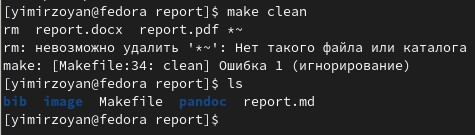 [yimirzoyan@fedora report]$ make clean
rm  report.docx  report.pdf *~
rm: невозможно удалить '*~': Нет такого файла или каталога
make: [Makefile:34: clean] Ошибка 1 (игнорирование)
[yimirzoyan@fedora report]$ ls
bib  image  Makefile  pandoc  report.md
[yimirzoyan@fedora report]$